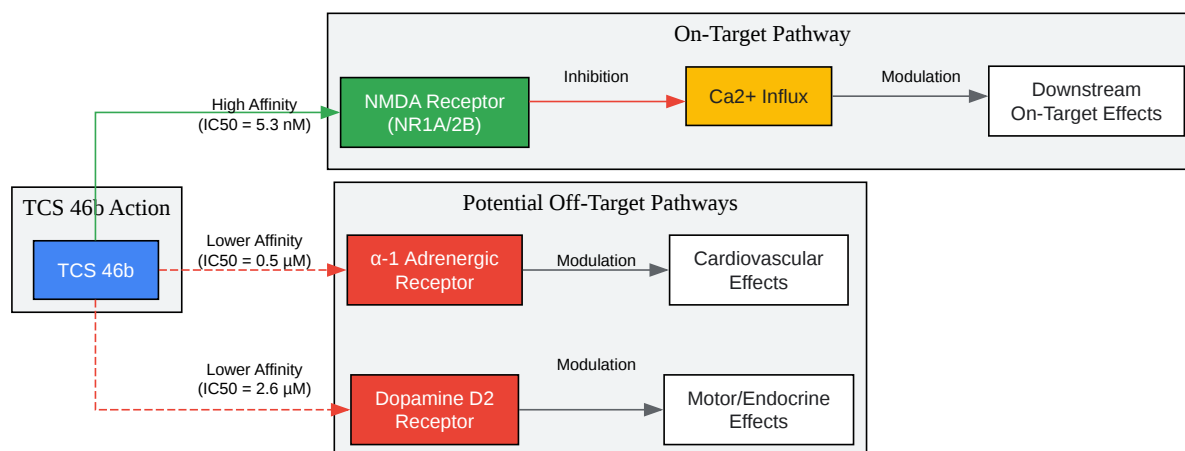 On-Target Pathway
High Affinity
(IC50 = 5.3 nM)
NMDA Receptor
(NR1A/2B)
Inhibition
Ca2+ Influx
Modulation
Downstream
On-Target Effects
TCS 46b Action
TCS 46b
Potential Off-Target Pathways
Lower Affinity
(IC50 = 0.5 µM)
α-1 Adrenergic
Receptor
Modulation
Cardiovascular
Effects
Lower Affinity
(IC50 = 2.6 µM)
Dopamine D2
Receptor
Modulation
Motor/Endocrine
Effects